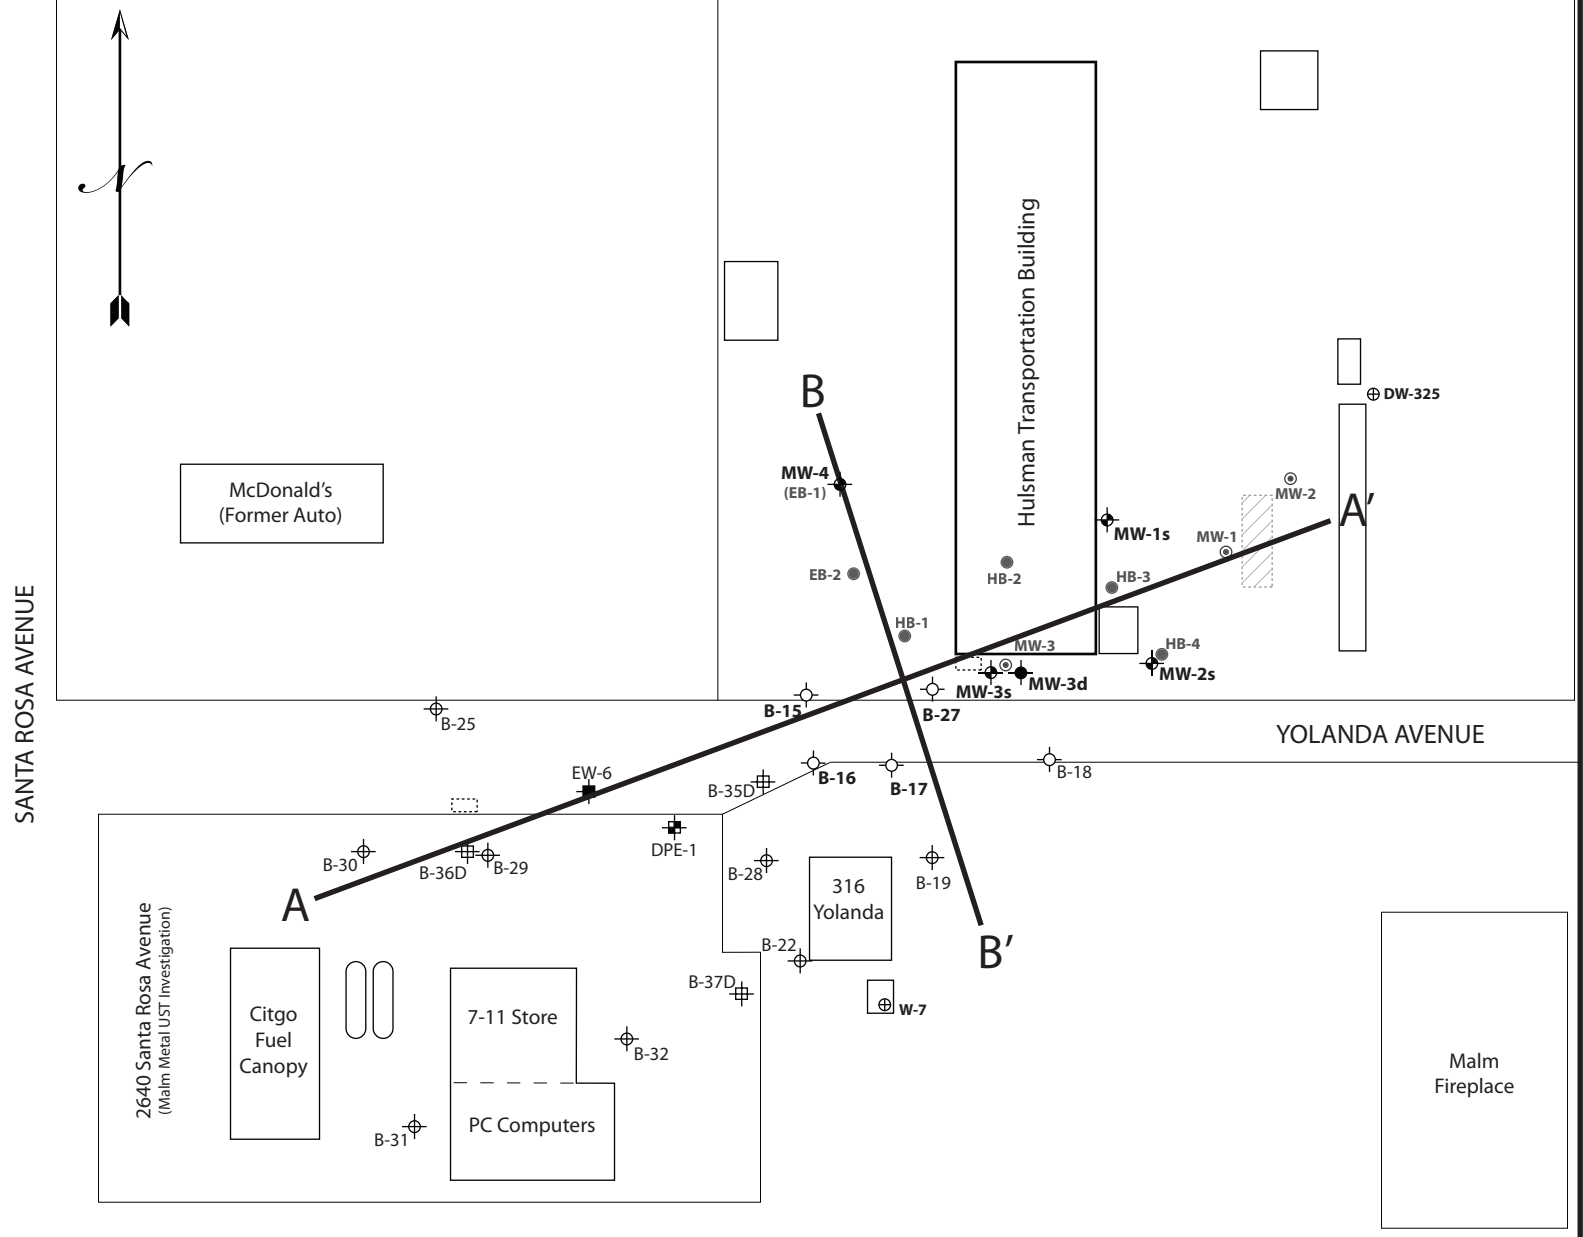 N
Hulsman Transportation Building
B
DW-325
McDonald's
(Former Auto)
MW-4
(EB-1)
MW-2
A'
MW-1s
MW-1
EB-2
HB-2
HB-3
HB-1
MW-3
HB-4
MW-2s
MW-3s
MW-3d
B-15
B-27
B-25
SANTA ROSA AVENUE
YOLANDA AVENUE
EW-6
B-35D
B-16
B-17
B-18
DPE-1
B-30
B-36D
B-29
B-28
316
Yolanda
B-19
A
B-22
B'
2640 Santa Rosa Avenue
(Malm Metal UST Investigation)
B-37D
W-7
Citgo
Fuel
Canopy
7-11 Store
B-32
Malm
Fireplace
PC Computers
B-31